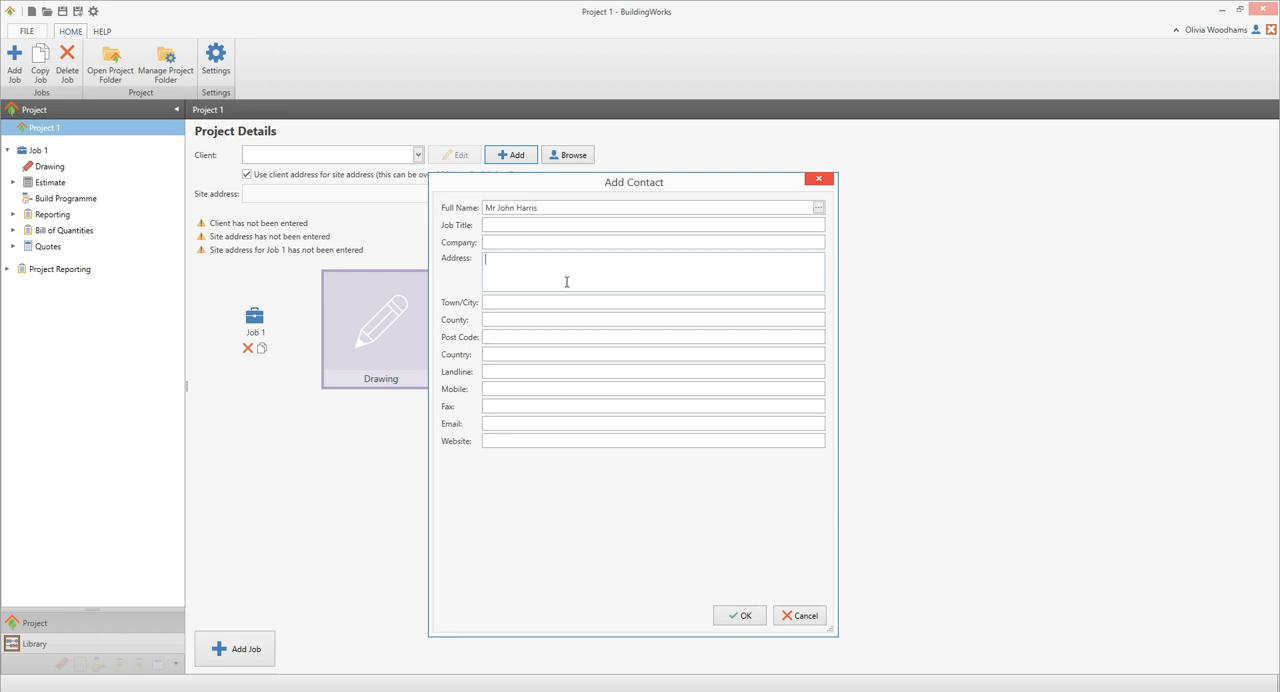 Project 1 - BuildingWorks
FILE HOME HELP
Olivia Woodhams
Add Job
Copy Job
Delete Job
Open Project Folder
Manage Project Folder
Settings
Jobs Project Settings
Project
Project 1
Project 1
Job 1
Drawing
Estimate
Build Programme
Reporting
Bill of Quantities
Quotes
Project Reporting
Project
Library
Project Details
Client: Edit Add Browse
Use client address for site address (this can be ov
Site address:
Client has not been entered
Site address has not been entered
Site address for Job 1 has not been entered
Job 1
Drawing
Add Job
Add Contact
Full Name: Mr John Harris
Job Title:
Company:
Address:
Town/City:
County:
Post Code:
Country:
Landline:
Mobile:
Fax:
Email:
Website:
OK Cancel